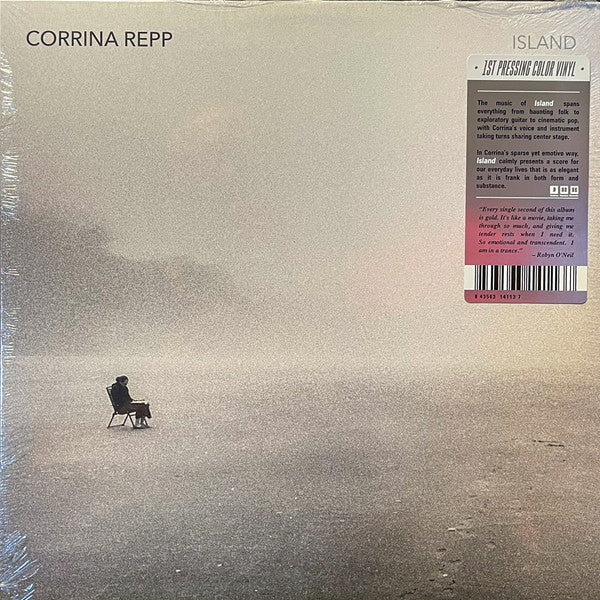 CORRINA REPP
ISLAND
• 1ST PRESSING COLOR VINYL •
The music of Island spans
everything from haunting folk to
exploratory guitar to cinematic pop,
with Corrina's voice and instrument
taking turns sharing center stage.
In Corrina's sparse yet emotive way,
Island calmly presents a score for
our everyday lives that is as elegant
as it is frank in both form and
substance.
"Every single second of this album
is gold. It's like a movie, taking me
through so much, and giving me
tender rests when I need it.
So emotional and transcendent. I
am in a trance."
– Robyn O'Neil
8 43563 14113 7